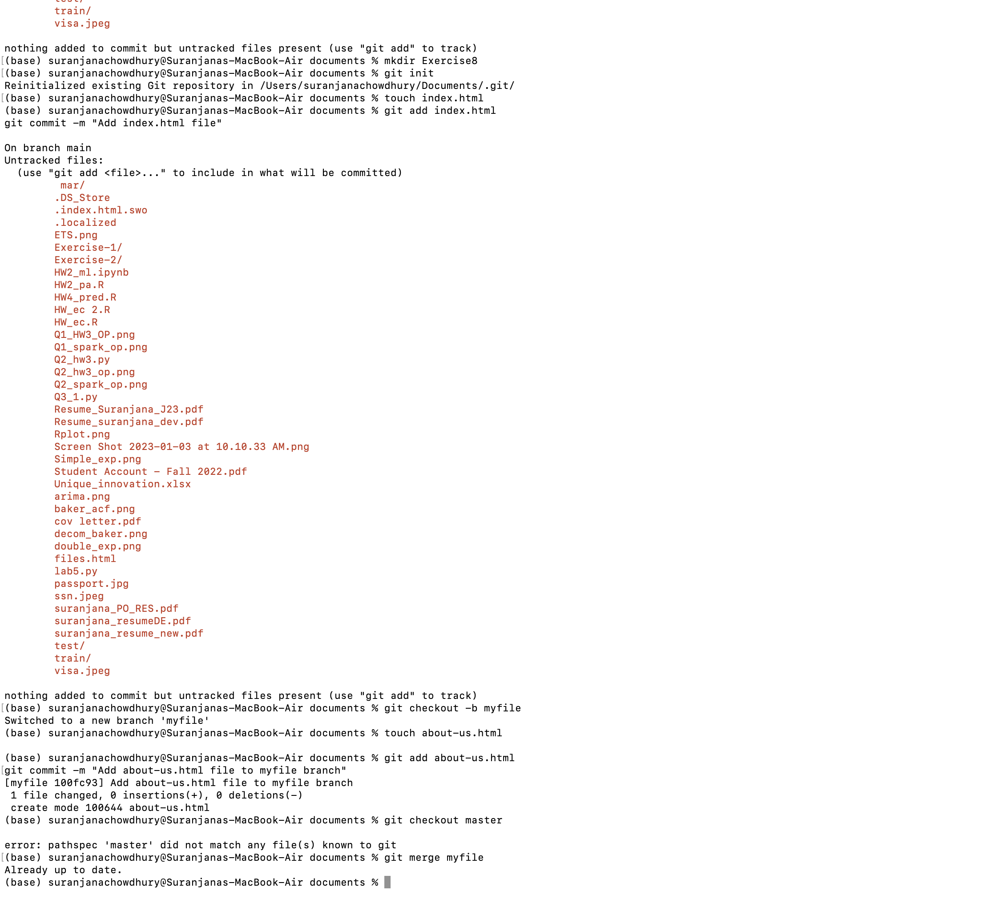 test/
train/
visa.jpeg
nothing added to commit but untracked files present (use "git add" to track)
[(base) suranjanachowdhury@Suranjanas-MacBook-Air documents % mkdir Exercise8
[(base) suranjanachowdhury@Suranjanas-MacBook-Air documents % git init
Reinitialized existing Git repository in /Users/suranjanachowdhury/Documents/.git/
[(base) suranjanachowdhury@Suranjanas-MacBook-Air documents % touch index.html
(base) suranjanachowdhury@Suranjanas-MacBook-Air documents % git add index.html
git commit -m "Add index.html file"
On branch main
Untracked files:
(use "git add <file>..." to include in what will be committed)
mar/
.DS_Store
.index.html.swo
.localized
ETS.png
Exercise-1/
Exercise-2/
HW2_ml.ipynb
HW2_pa.R
HW4_pred.R
HW_ec 2.R
HW_ec.R
Q1_HW3_OP.png
Q1_spark_op.png
Q2_hw3.py
Q2_hw3_op.png
Q2_spark_op.png
Q3_1.py
Resume_Suranjana_J23.pdf
Resume_suranjana_dev.pdf
Rplot.png
Screen Shot 2023-01-03 at 10.10.33 AM.png
Simple_exp.png
Student Account - Fall 2022.pdf
Unique_innovation.xlsx
arima.png
baker_acf.png
cov letter.pdf
decom_baker.png
double_exp.png
files.html
lab5.py
passport.jpg
ssn.jpeg
suranjana_PO_RES.pdf
suranjana_resumeDE.pdf
suranjana_resume_new.pdf
test/
train/
visa.jpeg
nothing added to commit but untracked files present (use "git add" to track)
[(base) suranjanachowdhury@Suranjanas-MacBook-Air documents % git checkout -b myfile
Switched to a new branch 'myfile'
(base) suranjanachowdhury@Suranjanas-MacBook-Air documents % touch about-us.html
(base) suranjanachowdhury@Suranjanas-MacBook-Air documents % git add about-us.html
[git commit -m "Add about-us.html file to myfile branch"
[myfile 100fc93] Add about-us.html file to myfile branch
1 file changed, 0 insertions(+), 0 deletions(-)
create mode 100644 about-us.html
(base) suranjanachowdhury@Suranjanas-MacBook-Air documents % git checkout master
error: pathspec 'master' did not match any file(s) known to git
[(base) suranjanachowdhury@Suranjanas-MacBook-Air documents % git merge myfile
Already up to date.
(base) suranjanachowdhury@Suranjanas-MacBook-Air documents %